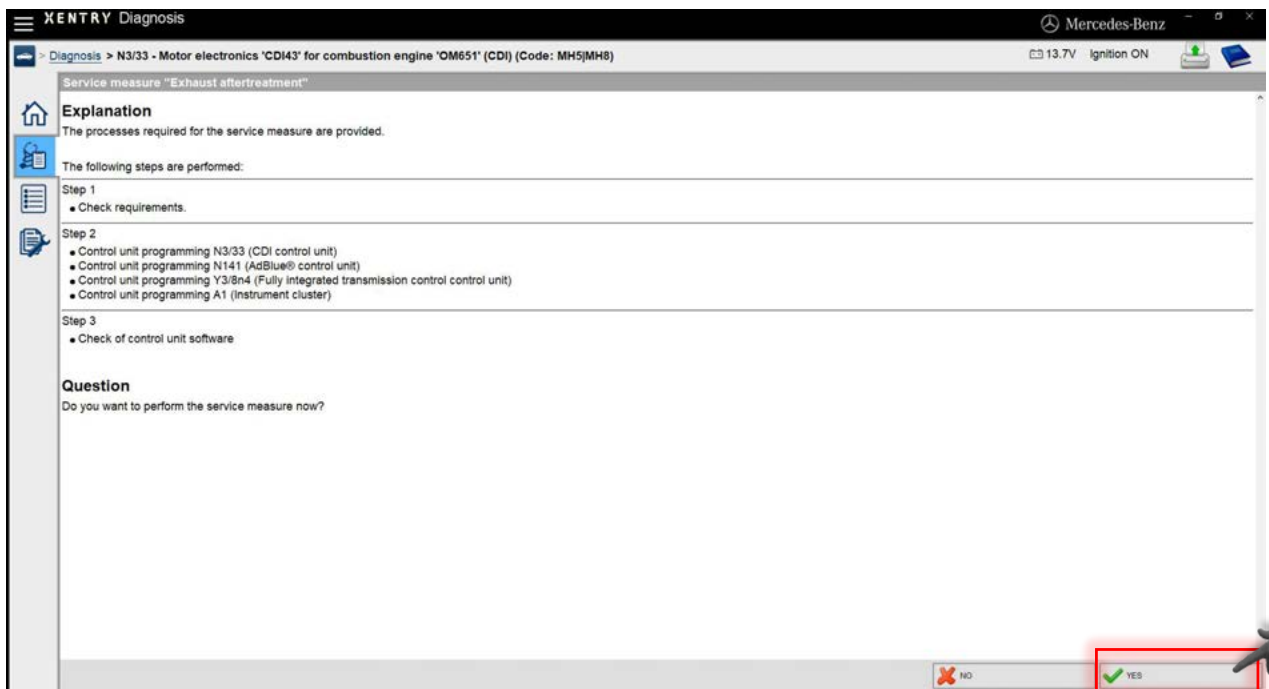 XENTRY Diagnosis
Mercedes-Benz
> Diagnosis > N3/33 - Motor electronics 'CDI43' for combustion engine 'OM651' (CDI) (Code: MH5|MH8)
13.7V Ignition ON
Service measure "Exhaust aftertreatment"
Explanation
The processes required for the service measure are provided.
The following steps are performed:
Step 1
• Check requirements.
Step 2
• Control unit programming N3/33 (CDI control unit)
• Control unit programming N141 (AdBlue® control unit)
• Control unit programming Y3/8n4 (Fully integrated transmission control control unit)
• Control unit programming A1 (Instrument cluster)
Step 3
• Check of control unit software
Question
Do you want to perform the service measure now?
NO
YES